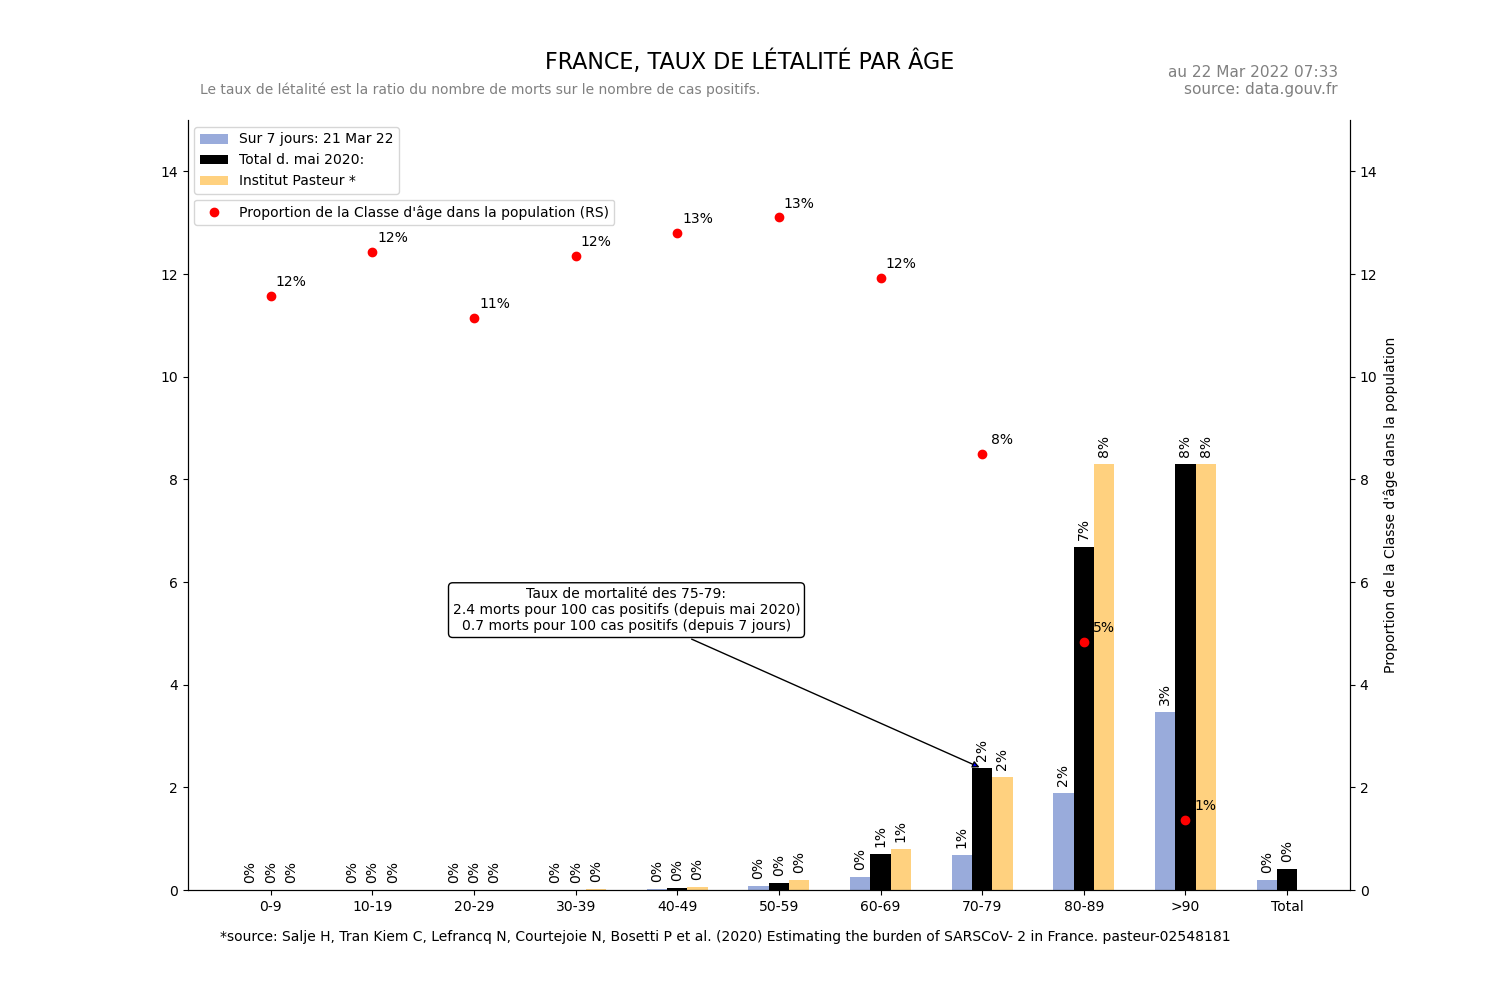 FRANCE, TAUX DE LÉTALITÉ PAR ÂGE
Le taux de létalité est la ratio du nombre de morts sur le nombre de cas positifs.
au 22 Mar 2022 07:33
source: data.gouv.fr
Sur 7 jours: 21 Mar 22
Total d. mai 2020:
Institut Pasteur *
Proportion de la Classe d'âge dans la population (RS)
14
12
10
8
6
4
2
0
12%
12%
11%
12%
13%
13%
12%
8%
5%
1%
Taux de mortalité des 75-79:
2.4 morts pour 100 cas positifs (depuis mai 2020)
0.7 morts pour 100 cas positifs (depuis 7 jours)
0% 0% 0%
0% 0% 0%
0% 0% 0%
0% 0% 0%
0% 0% 0%
0% 0% 0%
0% 1% 1%
1% 2% 2%
2% 7% 8%
3% 8% 8%
0% 0%
14
12
10
8
6
4
2
0
Proportion de la Classe d'âge dans la population
0-9 10-19 20-29 30-39 40-49 50-59 60-69 70-79 80-89 >90 Total
*source: Salje H, Tran Kiem C, Lefrancq N, Courtejoie N, Bosetti P et al. (2020) Estimating the burden of SARSCoV- 2 in France. pasteur-02548181